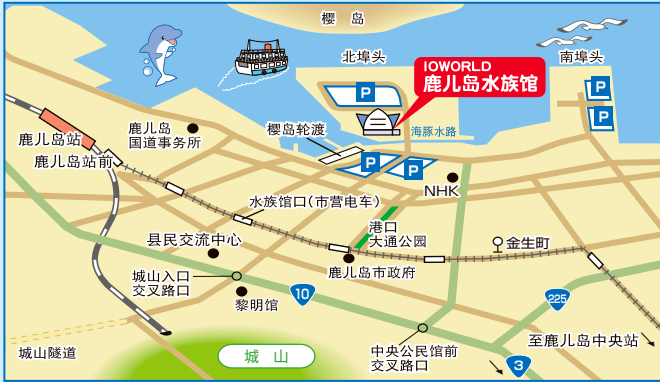 樱 岛
北埠头
南埠头
IOWORLD
鹿儿岛水族馆
P
P
P
P
P
海豚水路
鹿儿岛站
鹿儿岛站前
鹿儿岛
国道事务所
樱岛轮渡
NHK
水族馆口(市营电车)
港口
大通公园
金生町
县民交流中心
鹿儿岛市政府
城山入口
交叉路口
黎明馆
10
225
城山隧道
城 山
中央公民馆前
交叉路口
3
至鹿儿岛中央站